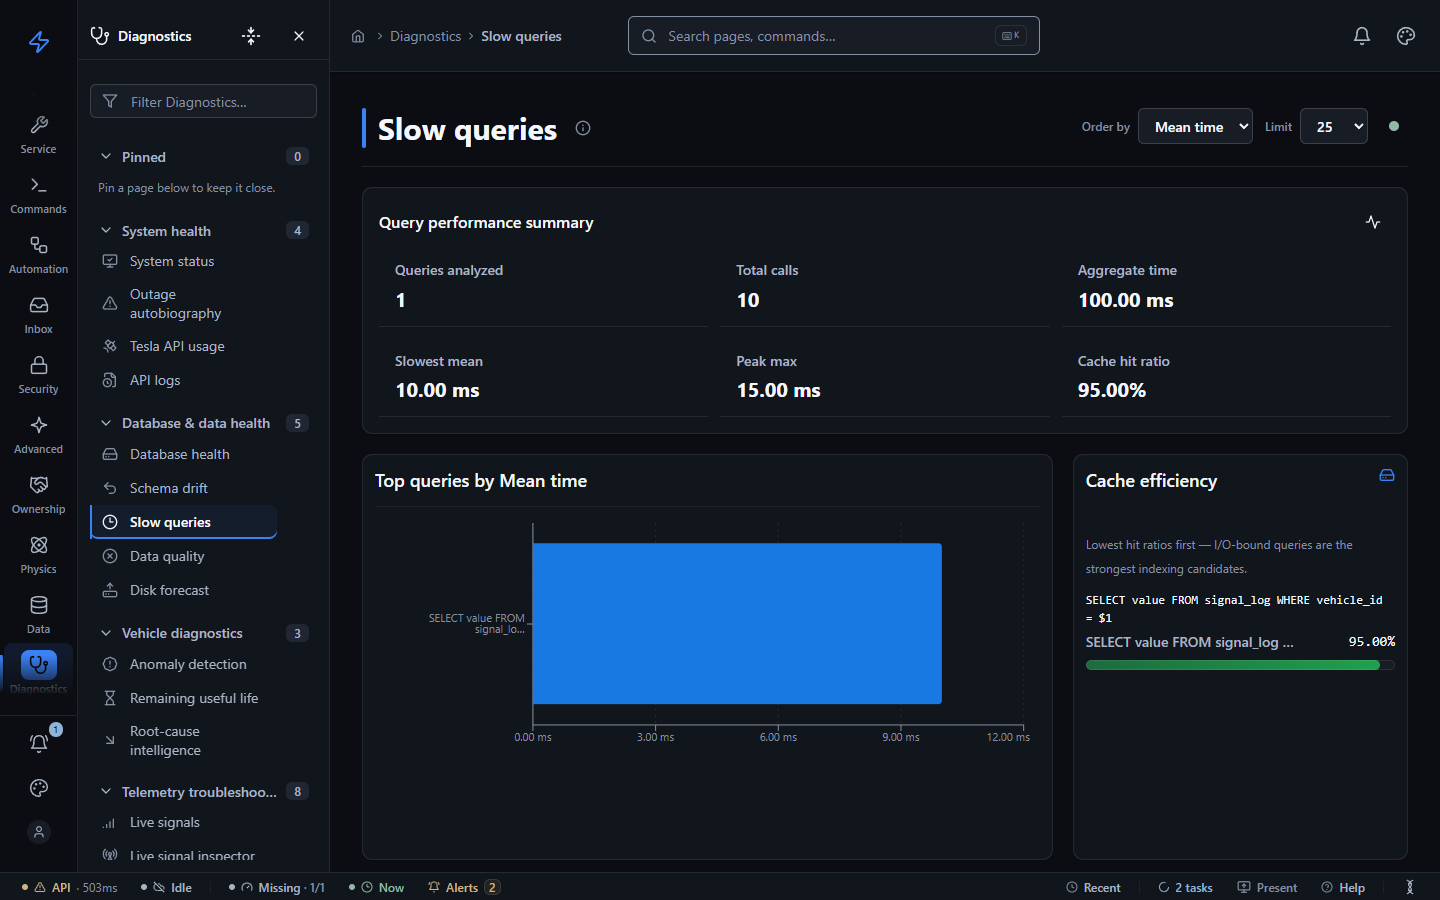 Diagnostics
Diagnostics
Slow queries
Search pages, commands...
K
Filter Diagnostics...
Service
Commands
Automation
Inbox
Security
Advanced
Ownership
Physics
Data
Diagnostics
1
Pinned
0
Pin a page below to keep it close.
System health
4
System status
Outage
autobiography
Tesla API usage
API logs
Database & data health
5
Database health
Schema drift
Slow queries
Data quality
Disk forecast
Vehicle diagnostics
3
Anomaly detection
Remaining useful life
Root-cause
intelligence
Telemetry troubleshoo...
8
Live signals
Live signal inspector
Slow queries
Order by
Mean time
Limit
25
Query performance summary
Queries analyzed
1
Total calls
10
Aggregate time
100.00 ms
Slowest mean
10.00 ms
Peak max
15.00 ms
Cache hit ratio
95.00%
Top queries by Mean time
SELECT value FROM
signal_lo...
0.00 ms
3.00 ms
6.00 ms
9.00 ms
12.00 ms
Cache efficiency
Lowest hit ratios first — I/O-bound queries are the
strongest indexing candidates.
SELECT value FROM signal_log WHERE vehicle_id
= $1
SELECT value FROM signal_log ...
95.00%
API · 503ms
Idle
Missing · 1/1
Now
Alerts 2
Recent
2 tasks
Present
Help